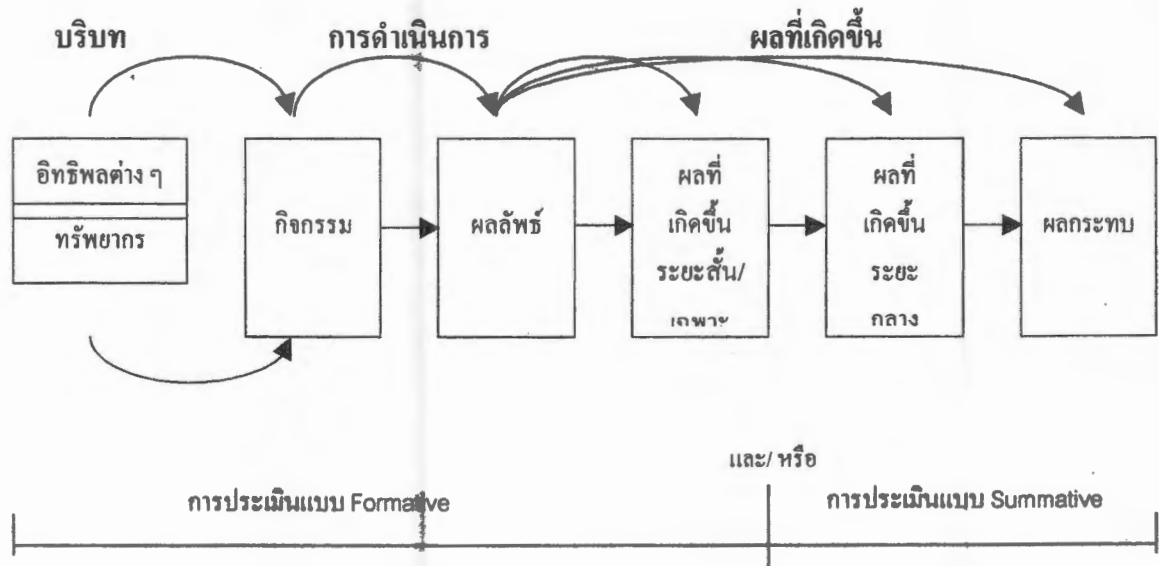 บริบท
การดำเนินการ
ผลที่เกิดขึ้น
อิทธิพลต่าง ๆ
ทรัพยากร
กิจกรรม
ผลลัพธ์
ผลที่
เกิดขึ้น
ระยะสั้น/
เฉพาะ
ผลที่
เกิดขึ้น
ระยะ
กลาง
ผลกระทบ
และ/ หรือ
การประเมินแบบ Formative
การประเมินแบบ Summative